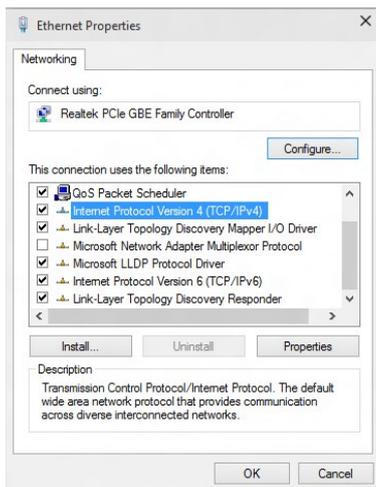 Ethernet Properties
Networking
Connect using:
Realtek PCIe GBE Family Controller
Configure...
This connection uses the following items:
QoS Packet Scheduler
Internet Protocol Version 4 (TCP/IPv4)
Link-Layer Topology Discovery Mapper I/O Driver
Microsoft Network Adapter Multiplexor Protocol
Microsoft LLDP Protocol Driver
Internet Protocol Version 6 (TCP/IPv6)
Link-Layer Topology Discovery Responder
Install... Uninstall Properties
Description
Transmission Control Protocol/Internet Protocol. The default
wide area network protocol that provides communication
across diverse interconnected networks.
OK Cancel